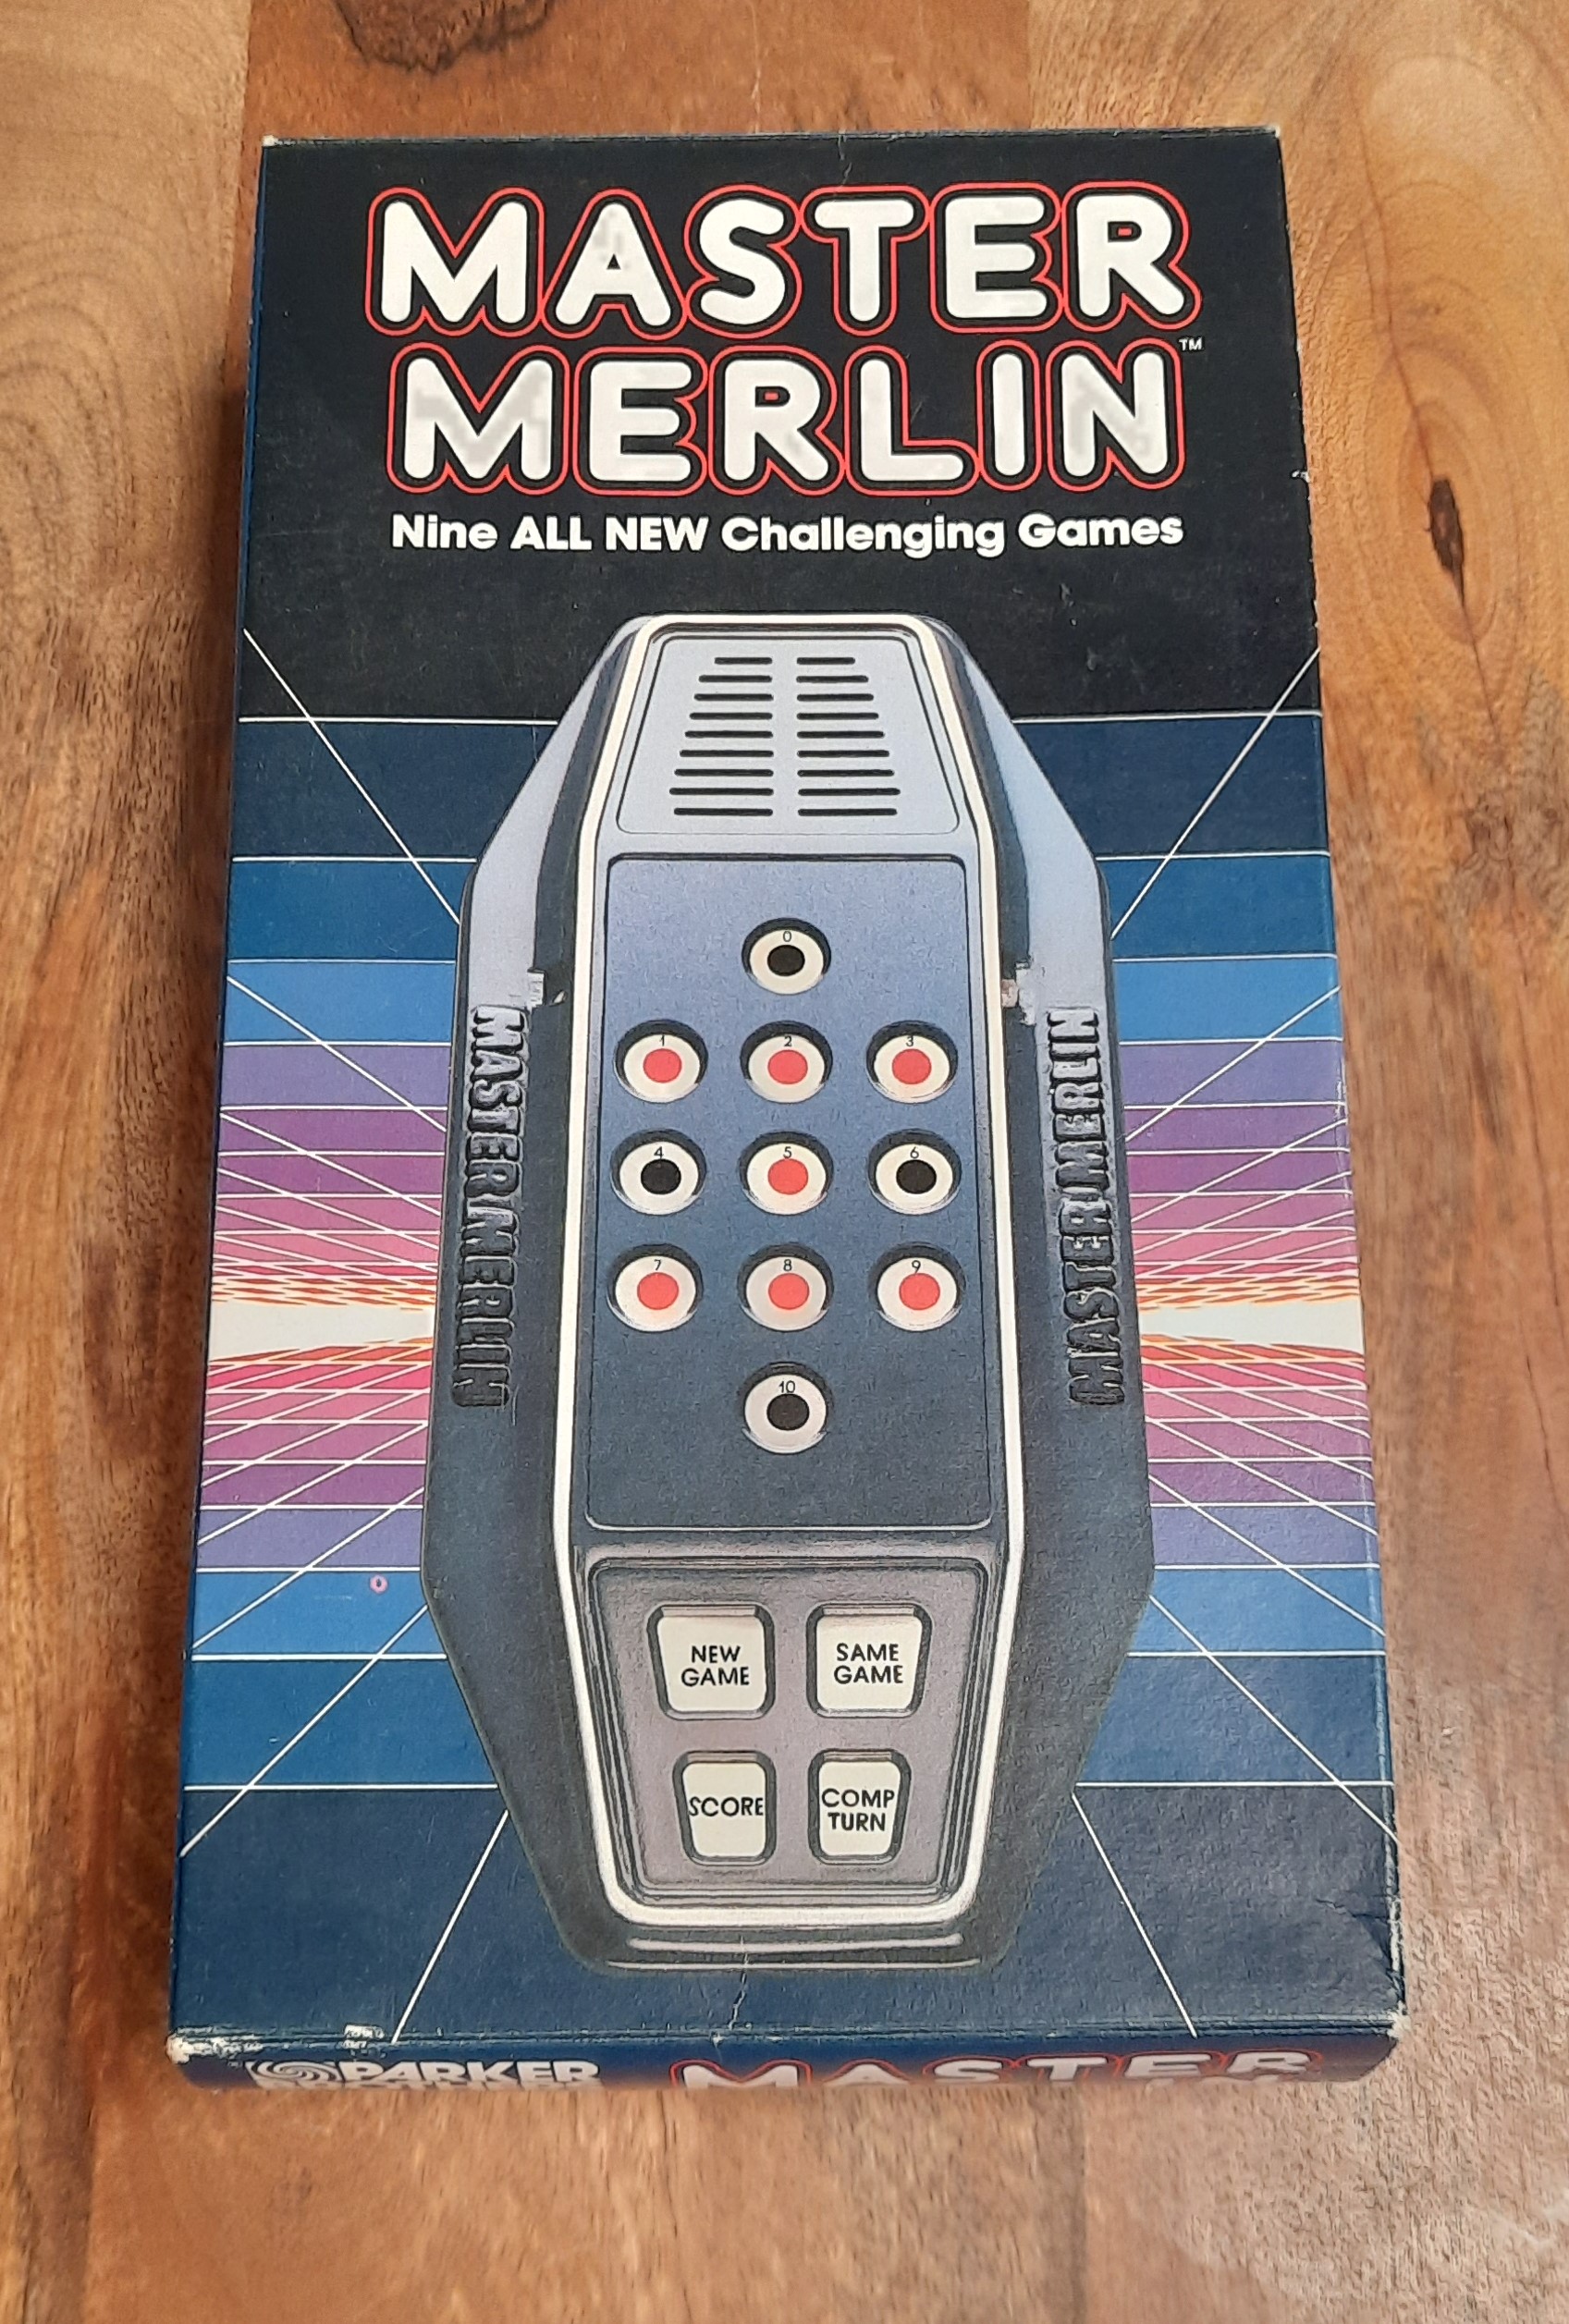 MASTER
MERLIN™
Nine ALL NEW Challenging Games
0
1 2 3
4 5 6
7 8 9
10
MASTER MERLIN
MASTER MERLIN
NEW GAME
SAME GAME
SCORE
COMP TURN
PARKER
MASTER